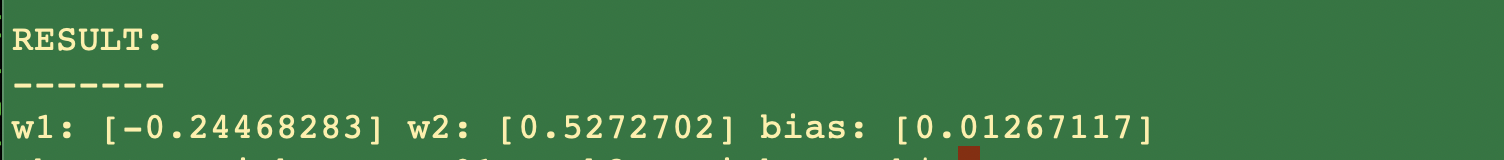 RESULT:
-------
w1: [-0.24468283] w2: [0.5272702] bias: [0.01267117]